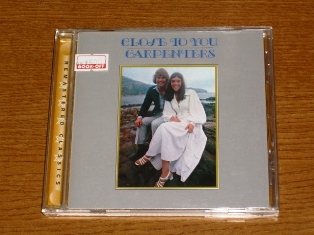 CLOSE TO YOU
CARPENTERS
BOOK-OFF
REMASTERED CLASSICS